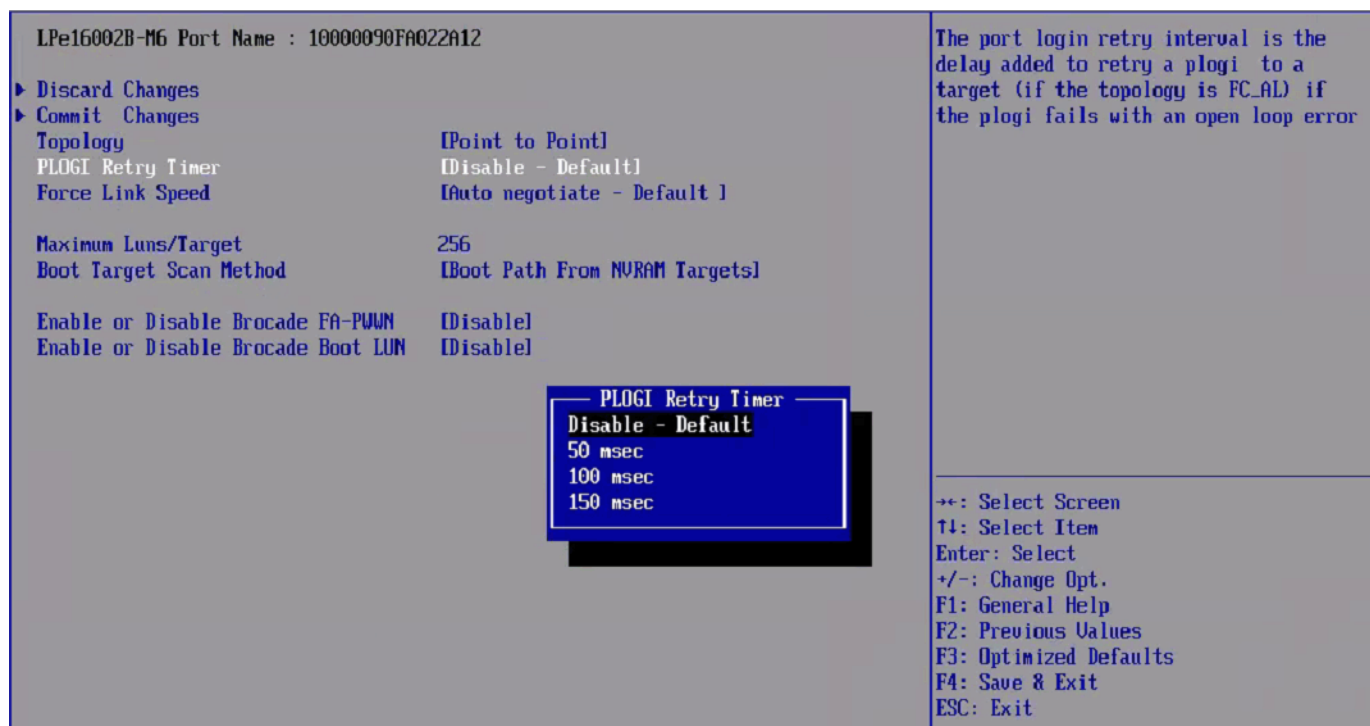 LPe16002B-M6 Port Name : 10000090FA022A12
Discard Changes
Commit Changes
Topology [Point to Point]
PLOGI Retry Timer [Disable - Default]
Force Link Speed [Auto negotiate - Default ]
Maximum Luns/Target 256
Boot Target Scan Method [Boot Path From NVRAM Targets]
Enable or Disable Brocade FA-PWWN [Disable]
Enable or Disable Brocade Boot LUN [Disable]
PLOGI Retry Timer
Disable - Default
50 msec
100 msec
150 msec
The port login retry interval is the
delay added to retry a plogi to a
target (if the topology is FC_AL) if
the plogi fails with an open loop error
→←: Select Screen
↑↓: Select Item
Enter: Select
+/-: Change Opt.
F1: General Help
F2: Previous Values
F3: Optimized Defaults
F4: Save & Exit
ESC: Exit